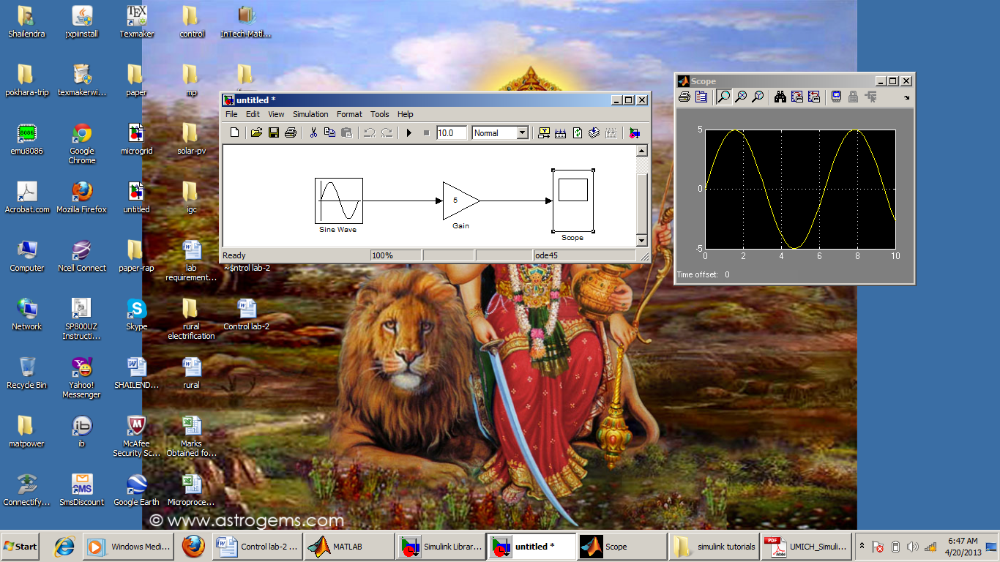 Shailendra
jxpiinstall
Texmaker
control
InTech-Matl...
pokhara-trip
texmakerwi...
paper
mp
emu8086
Google
Chrome
microgrid
solar-pv
Acrobat.com
Mozilla Firefox
untitled
igc
Computer
Ncell Connect
paper-rap
lab
requirement...
~$ntrol lab-2
Network
SP800UZ
Instructi...
Skype
rural
electrification
Control lab-2
Recycle Bin
Yahoo!
Messenger
SHAILEND...
rural
matpower
ib
McAfee
Security Sc...
Marks
Obtained fo...
Connectify...
SmsDiscount
Google Earth
Microproce...
untitled *
File Edit View Simulation Format Tools Help
10.0 Normal
5
Sine Wave
Gain
Scope
Ready 100% ode45
Scope
5
0
-5
0 2 4 6 8 10
Time offset: 0
© www.astrogems.com
Start
Windows Medi...
Control lab-2 ...
MATLAB
Simulink Librar...
untitled *
Scope
simulink tutorials
UMICH_Simuli...
6:47 AM
4/20/2013